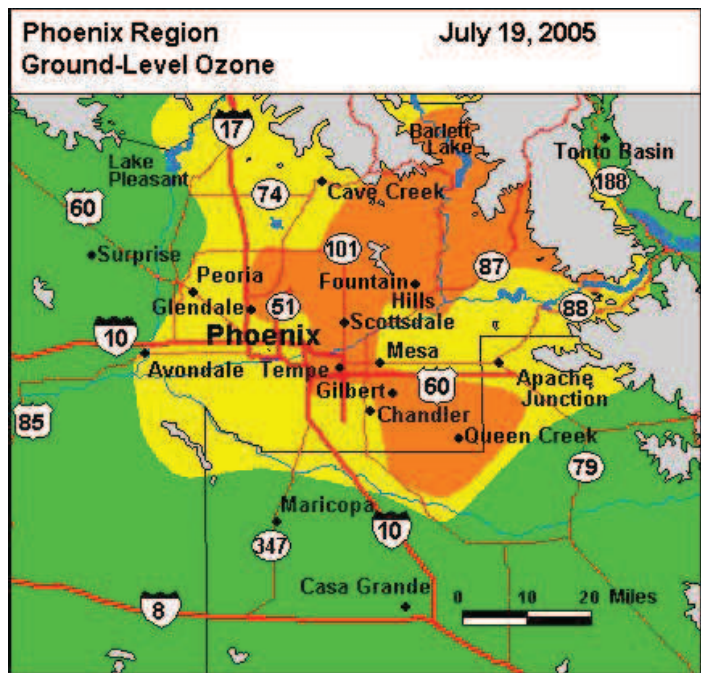 Phoenix Region
July 19, 2005
Ground-Level Ozone
17
Barlett
Lake
Tonto Basin
Lake
Pleasant
74
Cave Creek
188
60
101
Surprise
87
Peoria
Fountain
Hills
Glendale
51
88
10
Phoenix
Scottsdale
Avondale
Tempe
Mesa
Apache
Junction
Gilbert
60
85
Chandler
Queen Creek
79
Maricopa
347
10
Casa Grande
0 10 20 Miles
8